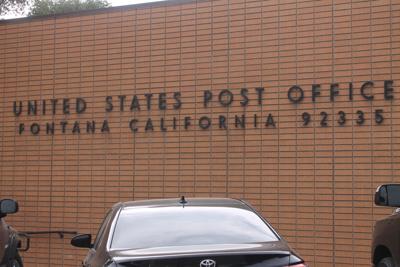 UNITED STATES POST OFFICE
FONTANA CALIFORNIA 92335